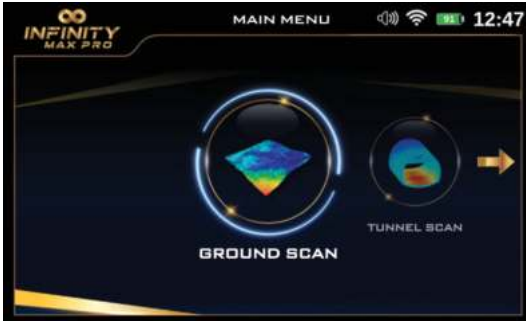 INFINITY
MAX PRO
MAIN MENU
91
12:47
GROUND SCAN
TUNNEL SCAN